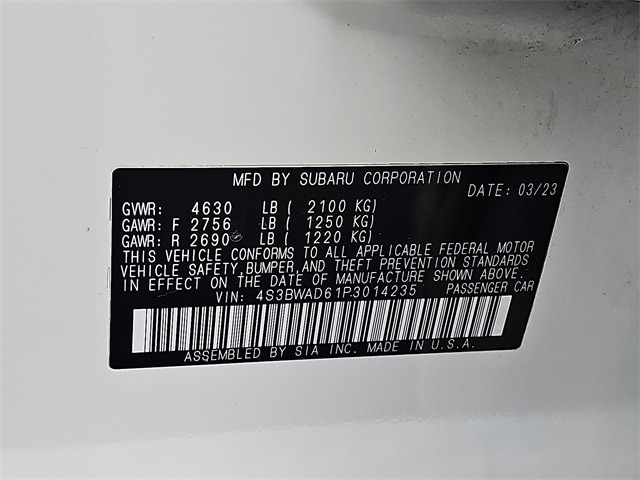 MFD BY SUBARU CORPORATION
DATE: 03/23
GVWR: 4630 LB ( 2100 KG)
GAWR: F 2756 LB ( 1250 KG)
GAWR: R 2690 LB ( 1220 KG)
THIS VEHICLE CONFORMS TO ALL APPLICABLE FEDERAL MOTOR
VEHICLE SAFETY, BUMPER, AND THEFT PREVENTION STANDARDS
IN EFFECT ON THE DATE OF MANUFACTURE SHOWN ABOVE.
VIN: 4S3BWAD61P3014235 PASSENGER CAR
ASSEMBLED BY SIA INC. MADE IN U.S.A.